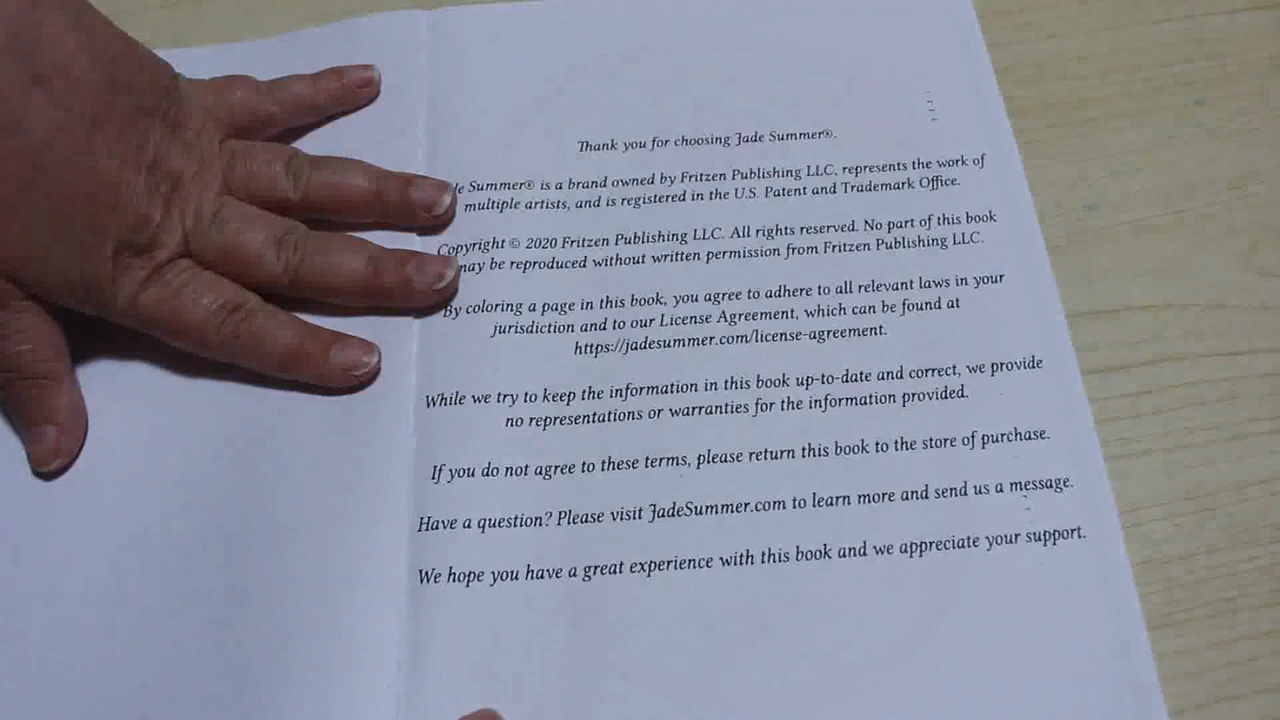 Thank you for choosing Jade Summer®.
Summer® is a brand owned by Fritzen Publishing LLC, represents the work of
multiple artists, and is registered in the U.S. Patent and Trademark Office.
Copyright © 2020 Fritzen Publishing LLC. All rights reserved. No part of this book
may be reproduced without written permission from Fritzen Publishing LLC.
By coloring a page in this book, you agree to adhere to all relevant laws in your
jurisdiction and to our License Agreement, which can be found at
https://jadesummer.com/license-agreement.
While we try to keep the information in this book up-to-date and correct, we provide
no representations or warranties for the information provided.
If you do not agree to these terms, please return this book to the store of purchase.
Have a question? Please visit JadeSummer.com to learn more and send us a message.
We hope you have a great experience with this book and we appreciate your support.